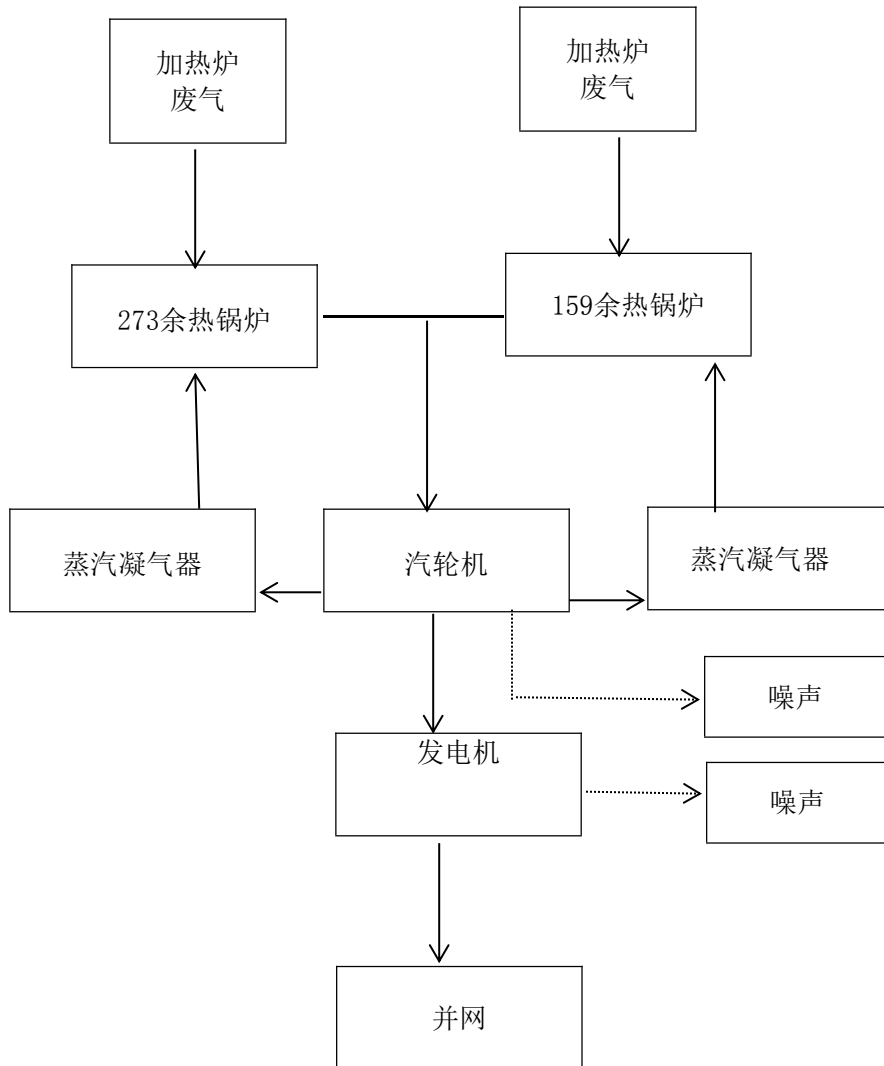 加热炉
废气
加热炉
废气
273余热锅炉
159余热锅炉
蒸汽凝气器
汽轮机
蒸汽凝气器
噪声
发电机
噪声
并网